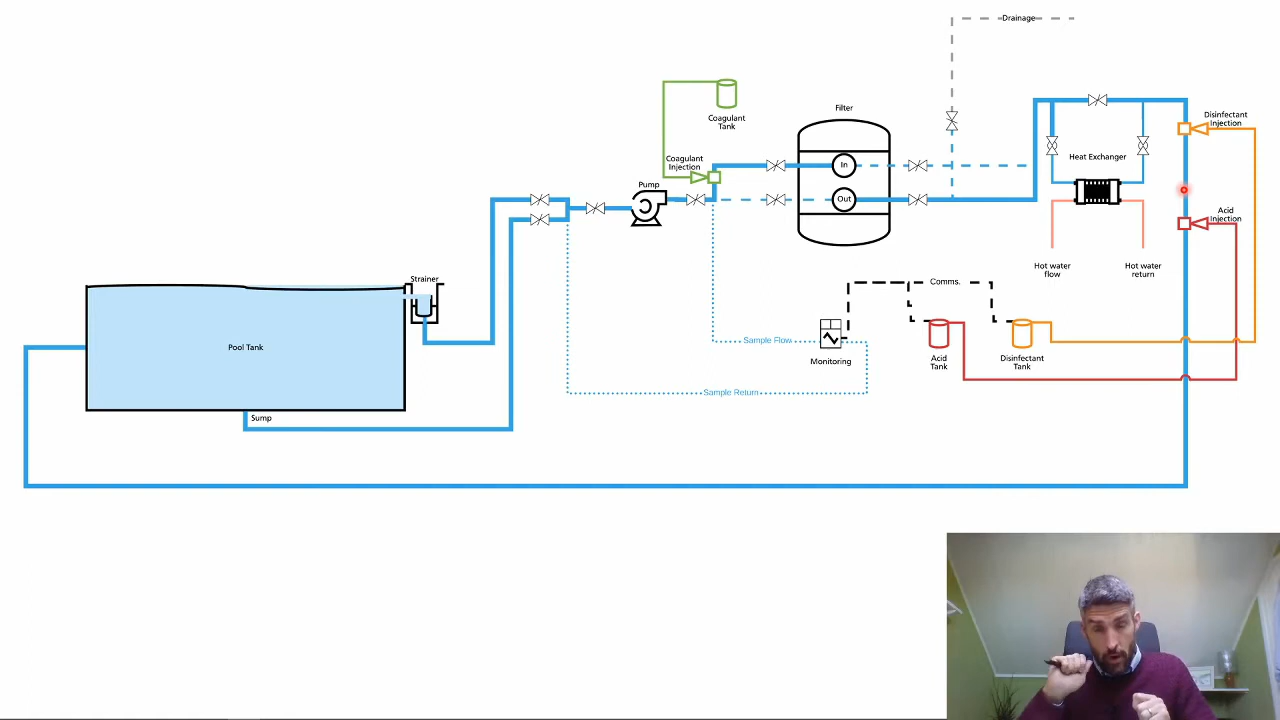 Drainage
Coagulant
Tank
Filter
Disinfectant
Injection
Coagulant
Injection
In
Heat Exchanger
Pump
Out
Acid
Injection
Hot water
flow
Hot water
return
Strainer
Comms.
Pool Tank
Sample Flow
Monitoring
Acid
Tank
Disinfectant
Tank
Sample Return
Sump